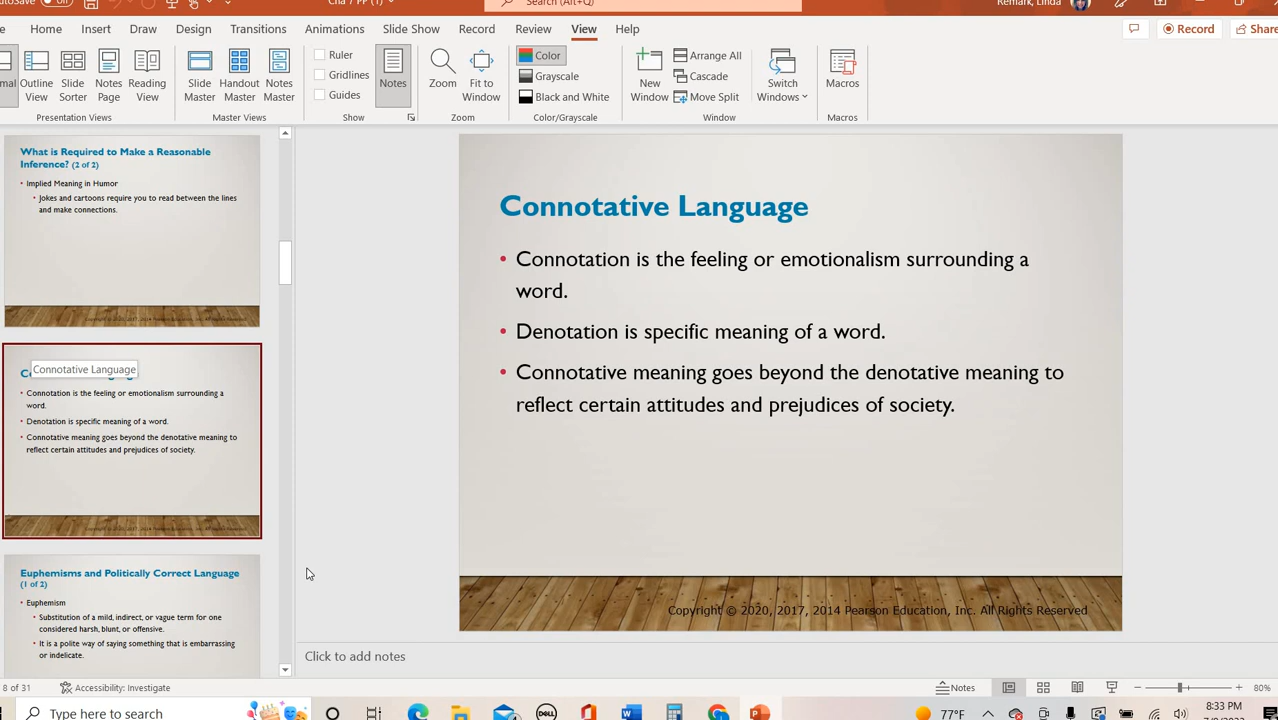 AutoSave Off
Cha 7 PP (1)
Search (Alt+Q)
Remark, Linda
Home Insert Draw Design Transitions Animations Slide Show Record Review View Help
Record
Share
Outline View
Slide Sorter
Notes Page
Reading View
Presentation Views
Slide Master
Handout Master
Notes Master
Master Views
Ruler
Gridlines
Guides
Show
Notes
Zoom
Fit to Window
Zoom
Color
Grayscale
Black and White
Color/Grayscale
New Window
Arrange All
Cascade
Move Split
Window
Switch Windows
Macros
Macros
What is Required to Make a Reasonable
Inference? (2 of 2)
• Implied Meaning in Humor
• Jokes and cartoons require you to read between the lines
and make connections.
Connotative Language
• Connotation is the feeling or emotionalism surrounding a
word.
• Denotation is specific meaning of a word.
• Connotative meaning goes beyond the denotative meaning to
reflect certain attitudes and prejudices of society.
Euphemisms and Politically Correct Language
(1 of 2)
• Euphemism
• Substitution of a mild, indirect, or vague term for one
considered harsh, blunt, or offensive.
• It is a polite way of saying something that is embarrassing
or indelicate.
Connotative Language
• Connotation is the feeling or emotionalism surrounding a
word.
• Denotation is specific meaning of a word.
• Connotative meaning goes beyond the denotative meaning to
reflect certain attitudes and prejudices of society.
Copyright © 2020, 2017, 2014 Pearson Education, Inc. All Rights Reserved
Click to add notes
8 of 31
Accessibility: Investigate
Notes
80%
Type here to search
77°F
8:33 PM